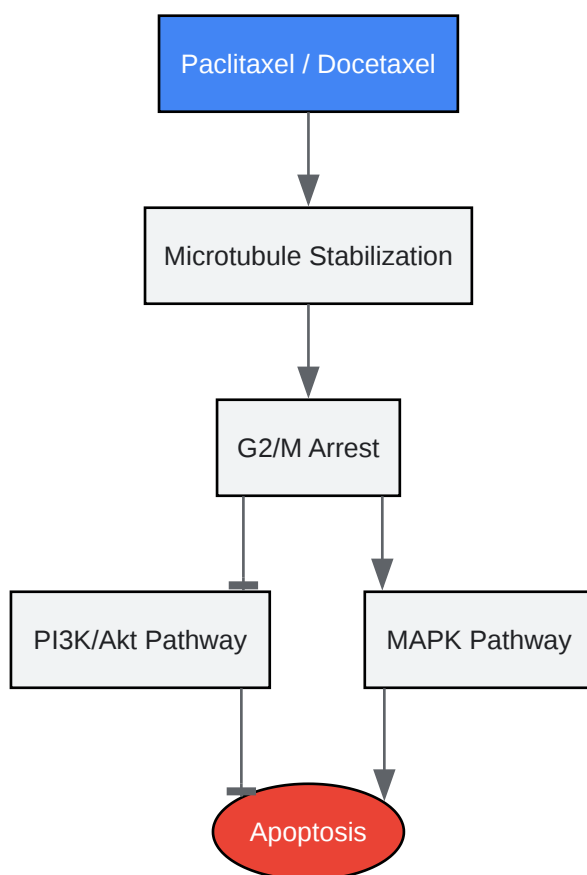 Paclitaxel / Docetaxel
Microtubule Stabilization
G2/M Arrest
PI3K/Akt Pathway
MAPK Pathway
Apoptosis